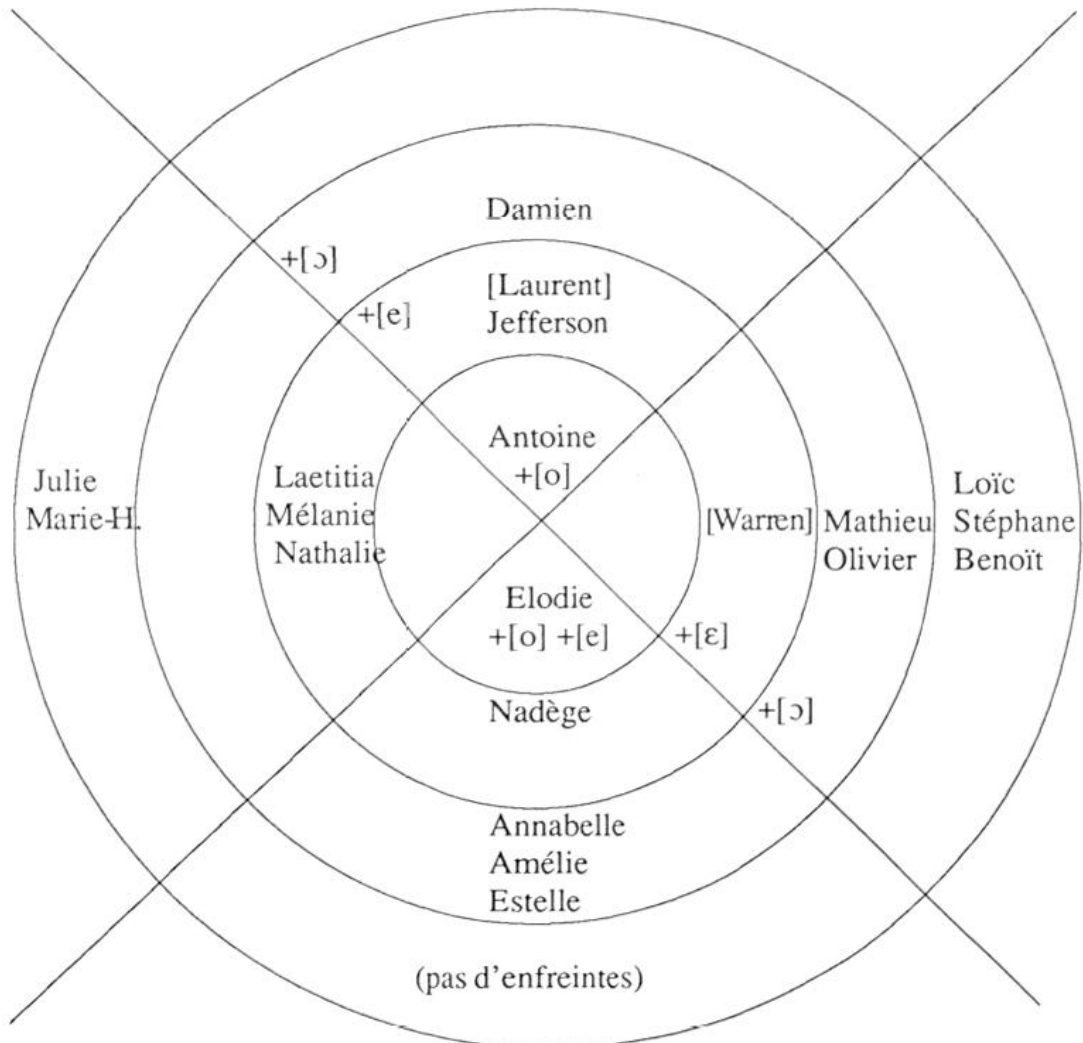 Damien
+[ɔ]
+[e]
[Laurent]
Jefferson
Antoine
+[o]
Julie
Marie-H.
Laetitia
Mélanie
Nathalie
[Warren]
Mathieu
Olivier
Loïc
Stéphane
Benoït
Elodie
+[o] +[e]
+[ɛ]
Nadège
+[ɔ]
Annabelle
Amélie
Estelle
(pas d'enfreintes)